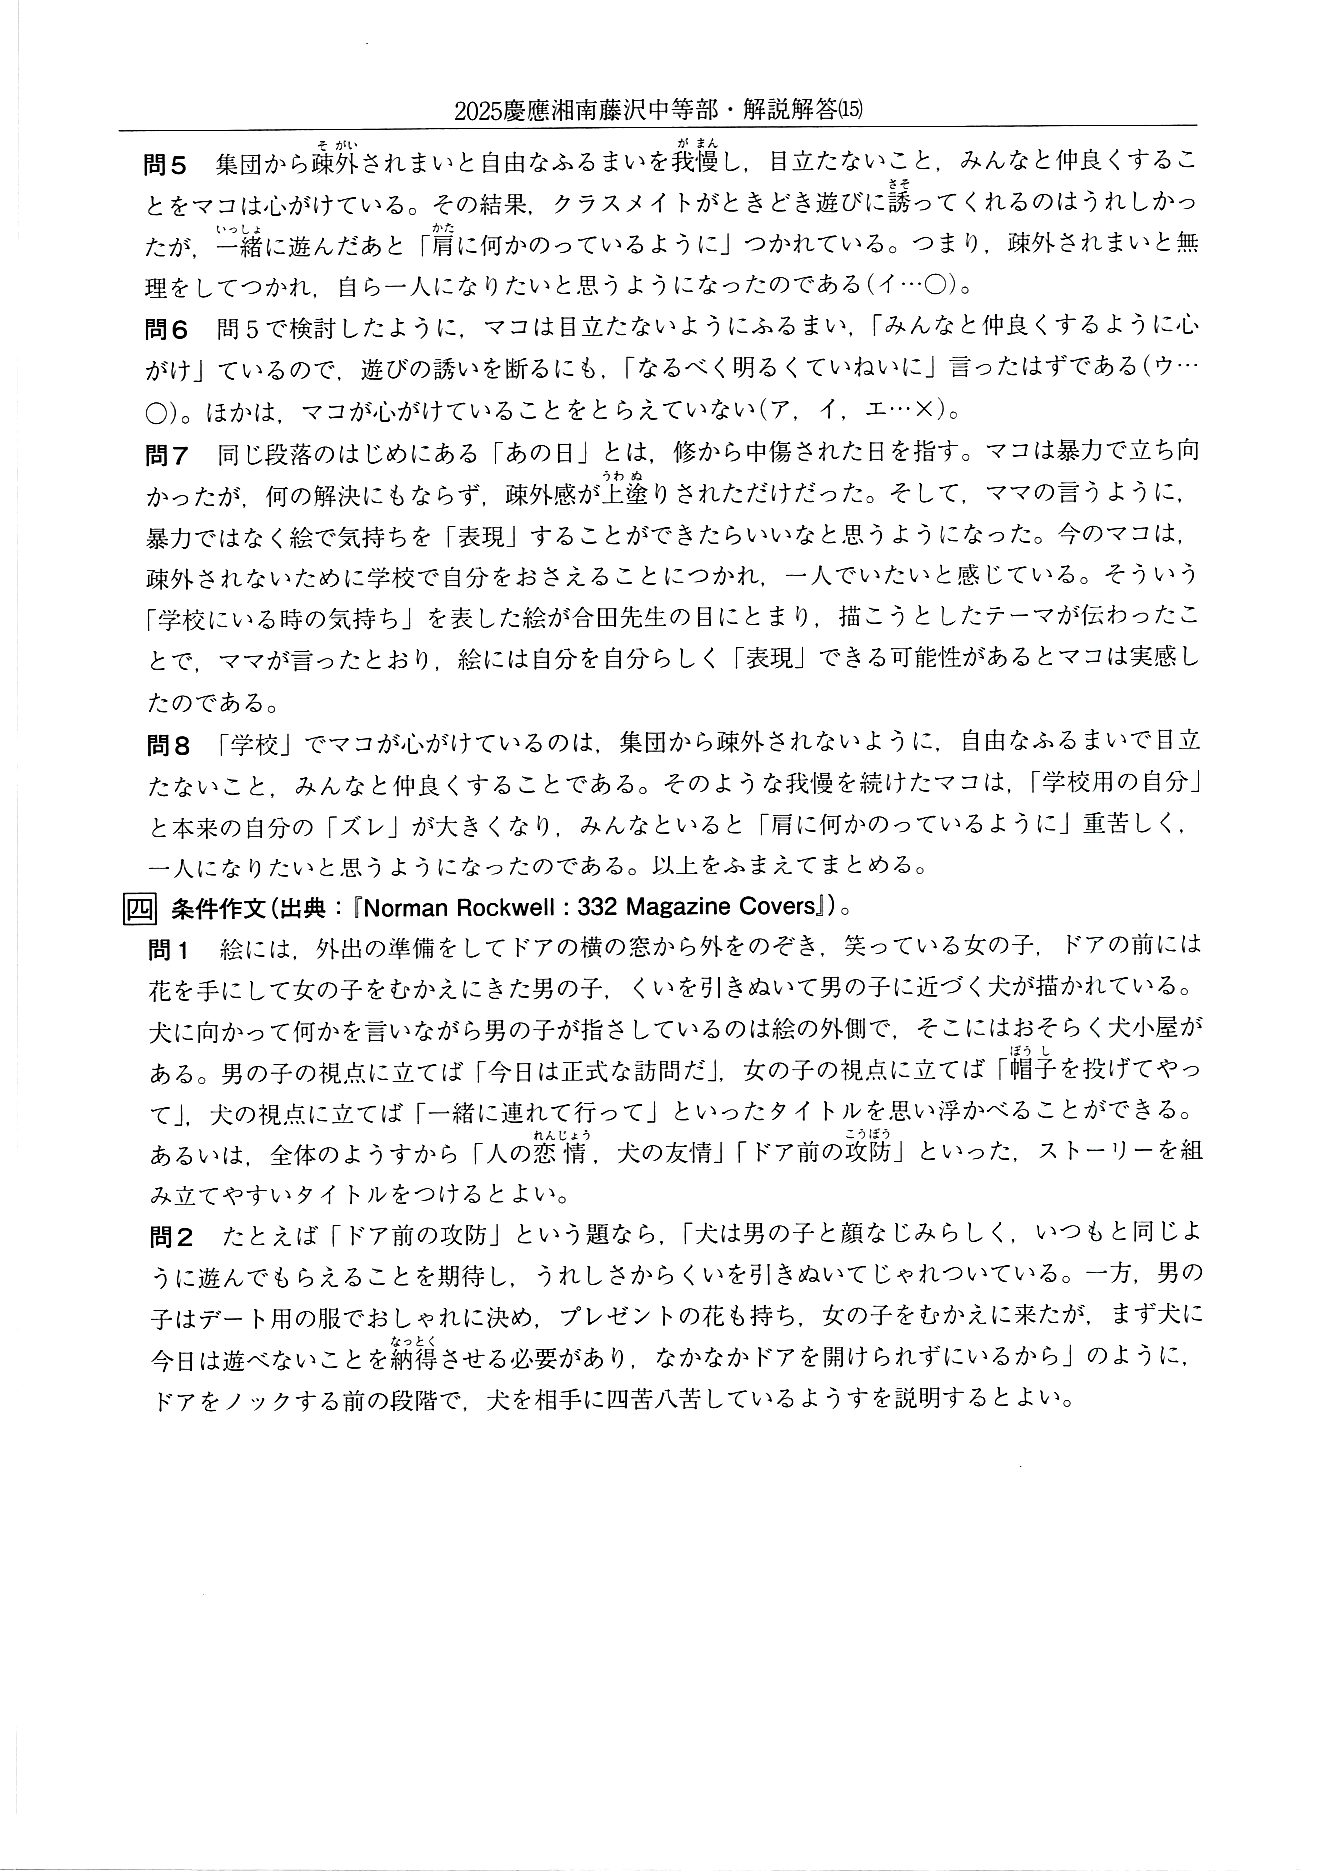 2025慶應湘南藤沢中等部・解説解答(15)
問5　集団から疎外されまいと自由なふるまいを我慢し，目立たないこと，みんなと仲良くするこ
とをマコは心がけている。その結果，クラスメイトがときどき遊びに誘ってくれるのはうれしかっ
たが，一緒に遊んだあと「肩に何かのっているように」つかれている。つまり，疎外されまいと無
理をしてつかれ，自ら一人になりたいと思うようになったのである(イ…○)。
問6　問5で検討したように，マコは目立たないようにふるまい，「みんなと仲良くするように心
がけ」ているので，遊びの誘いを断るにも，「なるべく明るくていねいに」言ったはずである(ウ…
○)。ほかは，マコが心がけていることをとらえていない(ア，イ，エ…×)。
問7　同じ段落のはじめにある「あの日」とは，修から中傷された日を指す。マコは暴力で立ち向
かったが，何の解決にもならず，疎外感が上塗りされただけだった。そして，ママの言うように，
暴力ではなく絵で気持ちを「表現」することができたらいいなと思うようになった。今のマコは，
疎外されないために学校で自分をおさえることにつかれ，一人でいたいと感じている。そういう
「学校にいる時の気持ち」を表した絵が合田先生の目にとまり，描こうとしたテーマが伝わったこ
とで，ママが言ったとおり，絵には自分を自分らしく「表現」できる可能性があるとマコは実感し
たのである。
問8　「学校」でマコが心がけているのは，集団から疎外されないように，自由なふるまいで目立
たないこと，みんなと仲良くすることである。そのような我慢を続けたマコは，「学校用の自分」
と本来の自分の「ズレ」が大きくなり，みんなといると「肩に何かのっているように」重苦しく，
一人になりたいと思うようになったのである。以上をふまえてまとめる。
四　条件作文(出典：『Norman Rockwell : 332 Magazine Covers』)。
問1　絵には，外出の準備をしてドアの横の窓から外をのぞき，笑っている女の子，ドアの前には
花を手にして女の子をむかえにきた男の子，くいを引きぬいて男の子に近づく犬が描かれている。
犬に向かって何かを言いながら男の子が指さしているのは絵の外側で，そこにはおそらく犬小屋が
ある。男の子の視点に立てば「今日は正式な訪問だ」，女の子の視点に立てば「帽子を投げてやっ
て」，犬の視点に立てば「一緒に連れて行って」といったタイトルを思い浮かべることができる。
あるいは，全体のようすから「人の恋情，犬の友情」「ドア前の攻防」といった，ストーリーを組
み立てやすいタイトルをつけるとよい。
問2　たとえば「ドア前の攻防」という題なら，「犬は男の子と顔なじみらしく，いつもと同じよ
うに遊んでもらえることを期待し，うれしさからくいを引きぬいてじゃれついている。一方，男の
子はデート用の服でおしゃれに決め，プレゼントの花も持ち，女の子をむかえに来たが，まず犬に
今日は遊べないことを納得させる必要があり，なかなかドアを開けられずにいるから」のように，
ドアをノックする前の段階で，犬を相手に四苦八苦しているようすを説明するとよい。